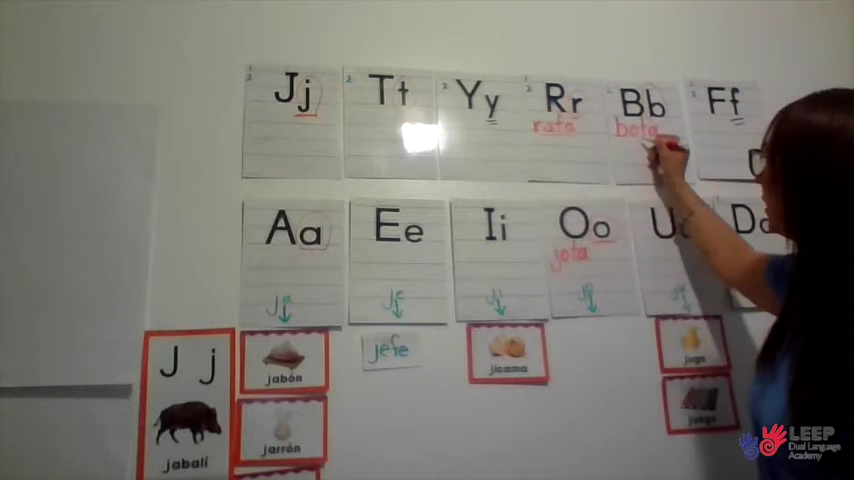 Jj
Tt
Yy
Rr
Bb
Ff
rota
bota
Aa
Ee
Ii
Oo
U
D
jota
ja
je
ji
jo
ju
J j
jabalí
jabón
jefe
jícama
jugo
jarrón
juego
LEEP
Dual Language
Academy